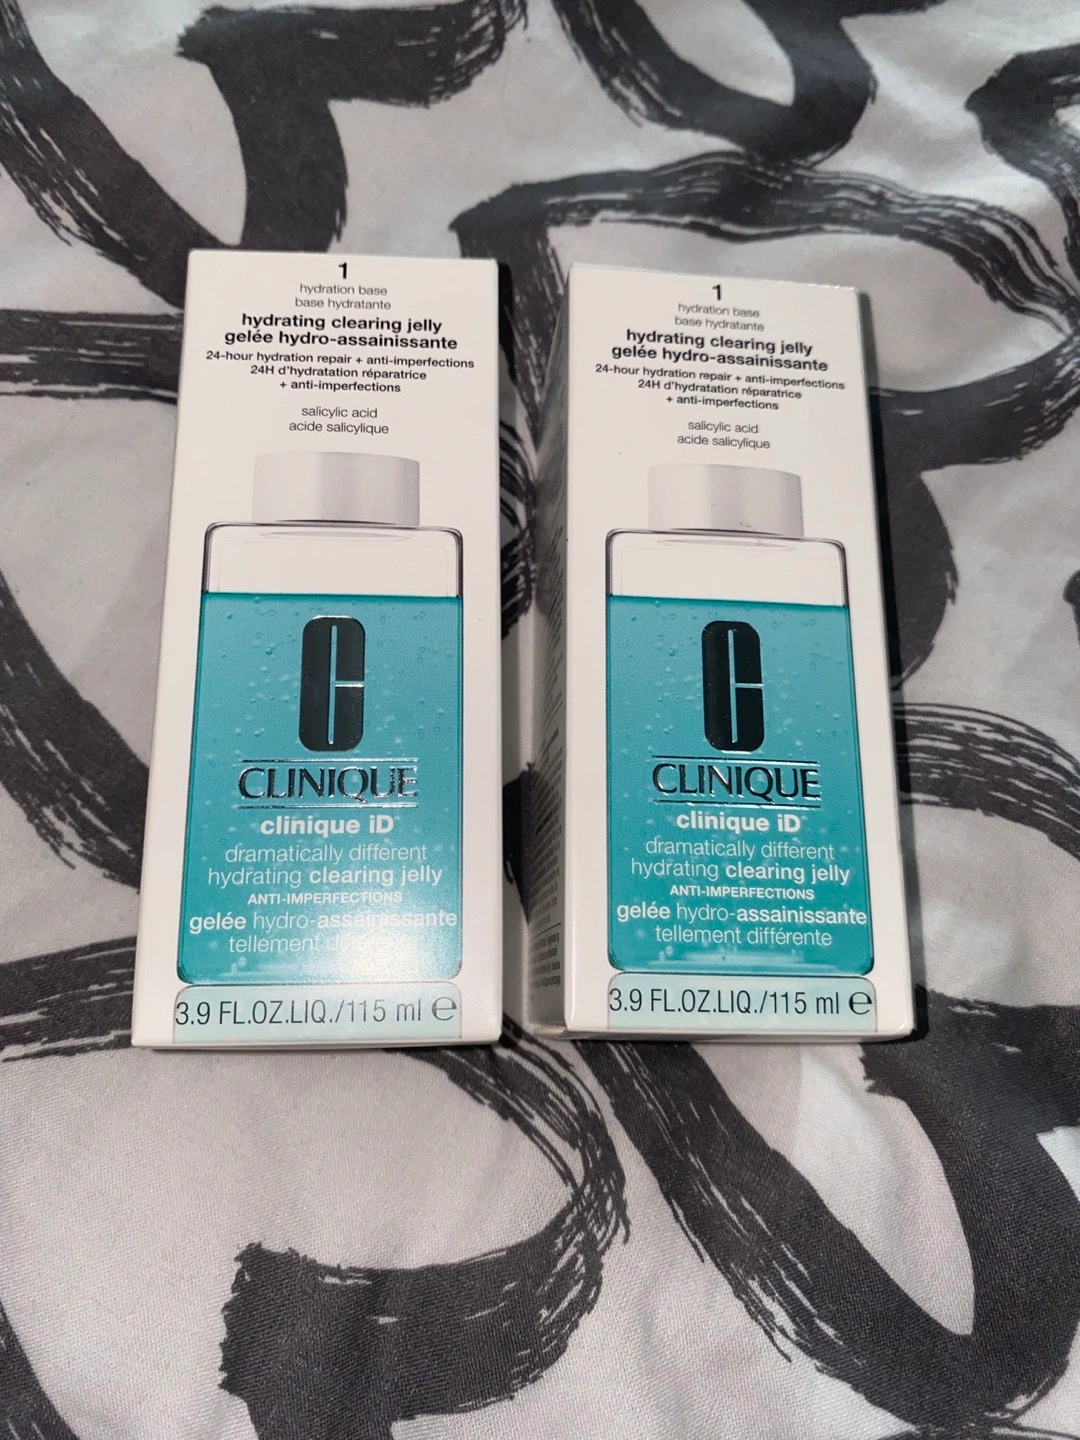 1
hydration base
base hydratante
hydrating clearing jelly
gelée hydro-assainissante
24-hour hydration repair + anti-imperfections
24H d'hydratation réparatrice
+ anti-imperfections
salicylic acid
acide salicylique
CLINIQUE
clinique iD
dramatically different
hydrating clearing jelly
ANTI-IMPERFECTIONS
gelée hydro-assainissante
tellement
3.9 FL.OZ.LIQ./115 ml e
1
hydration base
base hydratante
hydrating clearing jelly
gelée hydro-assainissante
24-hour hydration repair + anti-imperfections
24H d'hydratation réparatrice
+ anti-imperfections
salicylic acid
acide salicylique
CLINIQUE
clinique iD
dramatically different
hydrating clearing jelly
ANTI-IMPERFECTIONS
gelée hydro-assainissante
tellement différente
3.9 FL.OZ.LIQ./115 ml e